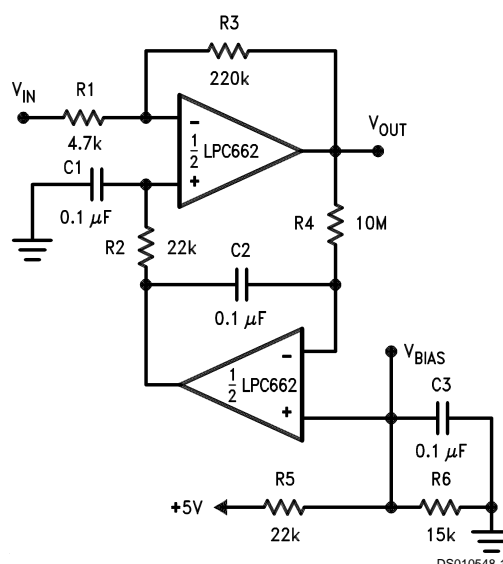 R3
220k
V_IN
R1
4.7k
-
1/2 LPC662
+
V_OUT
C1
0.1 μF
R2
22k
R4
10M
C2
0.1 μF
-
1/2 LPC662
+
V_BIAS
C3
0.1 μF
+5V
R5
22k
R6
15k